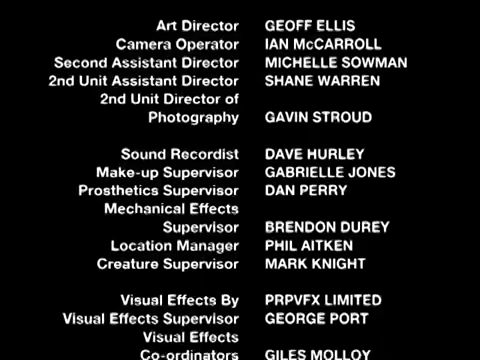 Art Director GEOFF ELLIS
Camera Operator IAN McCARROLL
Second Assistant Director MICHELLE SOWMAN
2nd Unit Assistant Director SHANE WARREN
2nd Unit Director of
Photography GAVIN STROUD
Sound Recordist DAVE HURLEY
Make-up Supervisor GABRIELLE JONES
Prosthetics Supervisor DAN PERRY
Mechanical Effects
Supervisor BRENDON DUREY
Location Manager PHIL AITKEN
Creature Supervisor MARK KNIGHT
Visual Effects By PRPVFX LIMITED
Visual Effects Supervisor GEORGE PORT
Visual Effects
Co-ordinators GILES MOLLOY